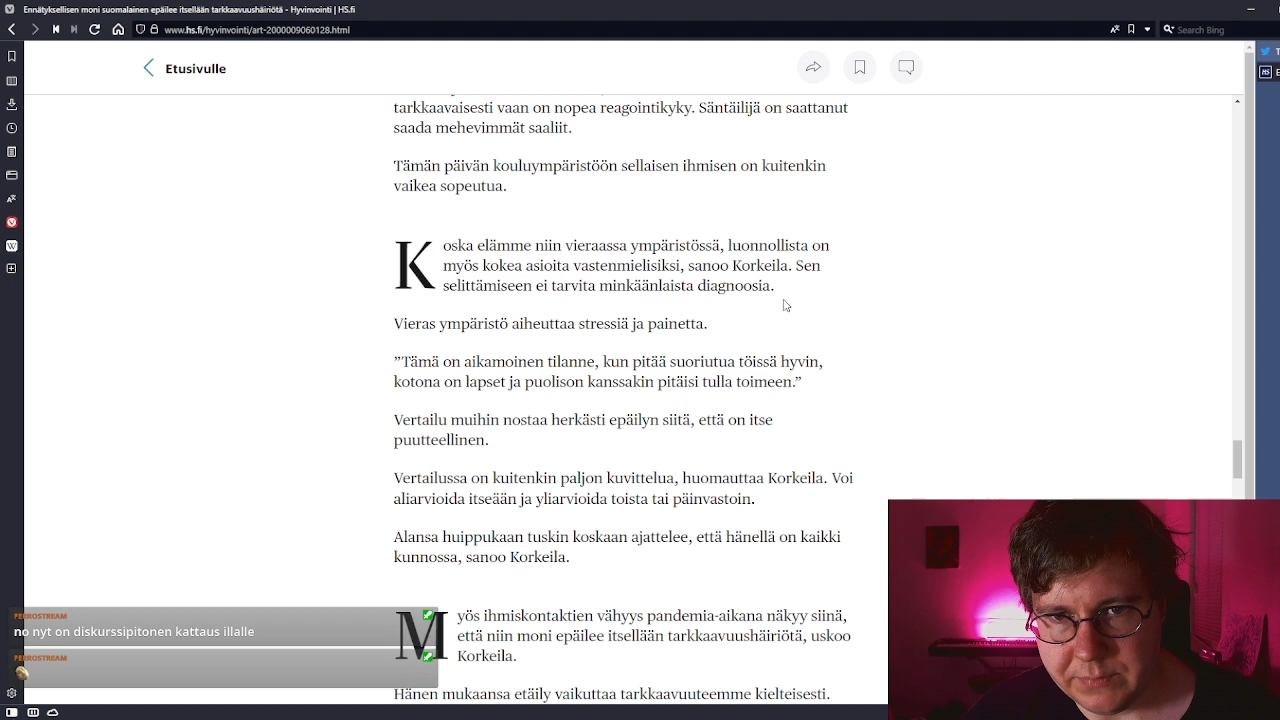 Ennätyksellisen moni suomalainen epäilee itsellään tarkkaavuushäiriötä - Hyvinvointi | HS.fi
www.hs.fi/hyvinvointi/art-2000009060128.html
Search Bing
Etusivulle
tarkkaavaisesti vaan on nopea reagointikyky. Säntäilijä on saattanut
saada mehevimmät saaliit.
Tämän päivän kouluympäristöön sellaisen ihmisen on kuitenkin
vaikea sopeutua.
Koska elämme niin vieraassa ympäristössä, luonnollista on
myös kokea asioita vastenmielisiksi, sanoo Korkeila. Sen
selittämiseen ei tarvita minkäänlaista diagnoosia.
Vieras ympäristö aiheuttaa stressiä ja painetta.
”Tämä on aikamoinen tilanne, kun pitää suoriutua töissä hyvin,
kotona on lapset ja puolison kanssakin pitäisi tulla toimeen.”
Vertailu muihin nostaa herkästi epäilyn siitä, että on itse
puutteellinen.
Vertailussa on kuitenkin paljon kuvittelua, huomauttaa Korkeila. Voi
aliarvioida itseään ja yliarvioida toista tai päinvastoin.
Alansa huippukaan tuskin koskaan ajattelee, että hänellä on kaikki
kunnossa, sanoo Korkeila.
Myös ihmiskontaktien vähyys pandemia-aikana näkyy siinä,
että niin moni epäilee itsellään tarkkaavuushäiriötä, uskoo
Korkeila.
Hänen mukaansa etäily vaikuttaa tarkkaavuuteemme kielteisesti.
PEDROSTREAM
no nyt on diskurssipitonen kattaus illalle
PEDROSTREAM